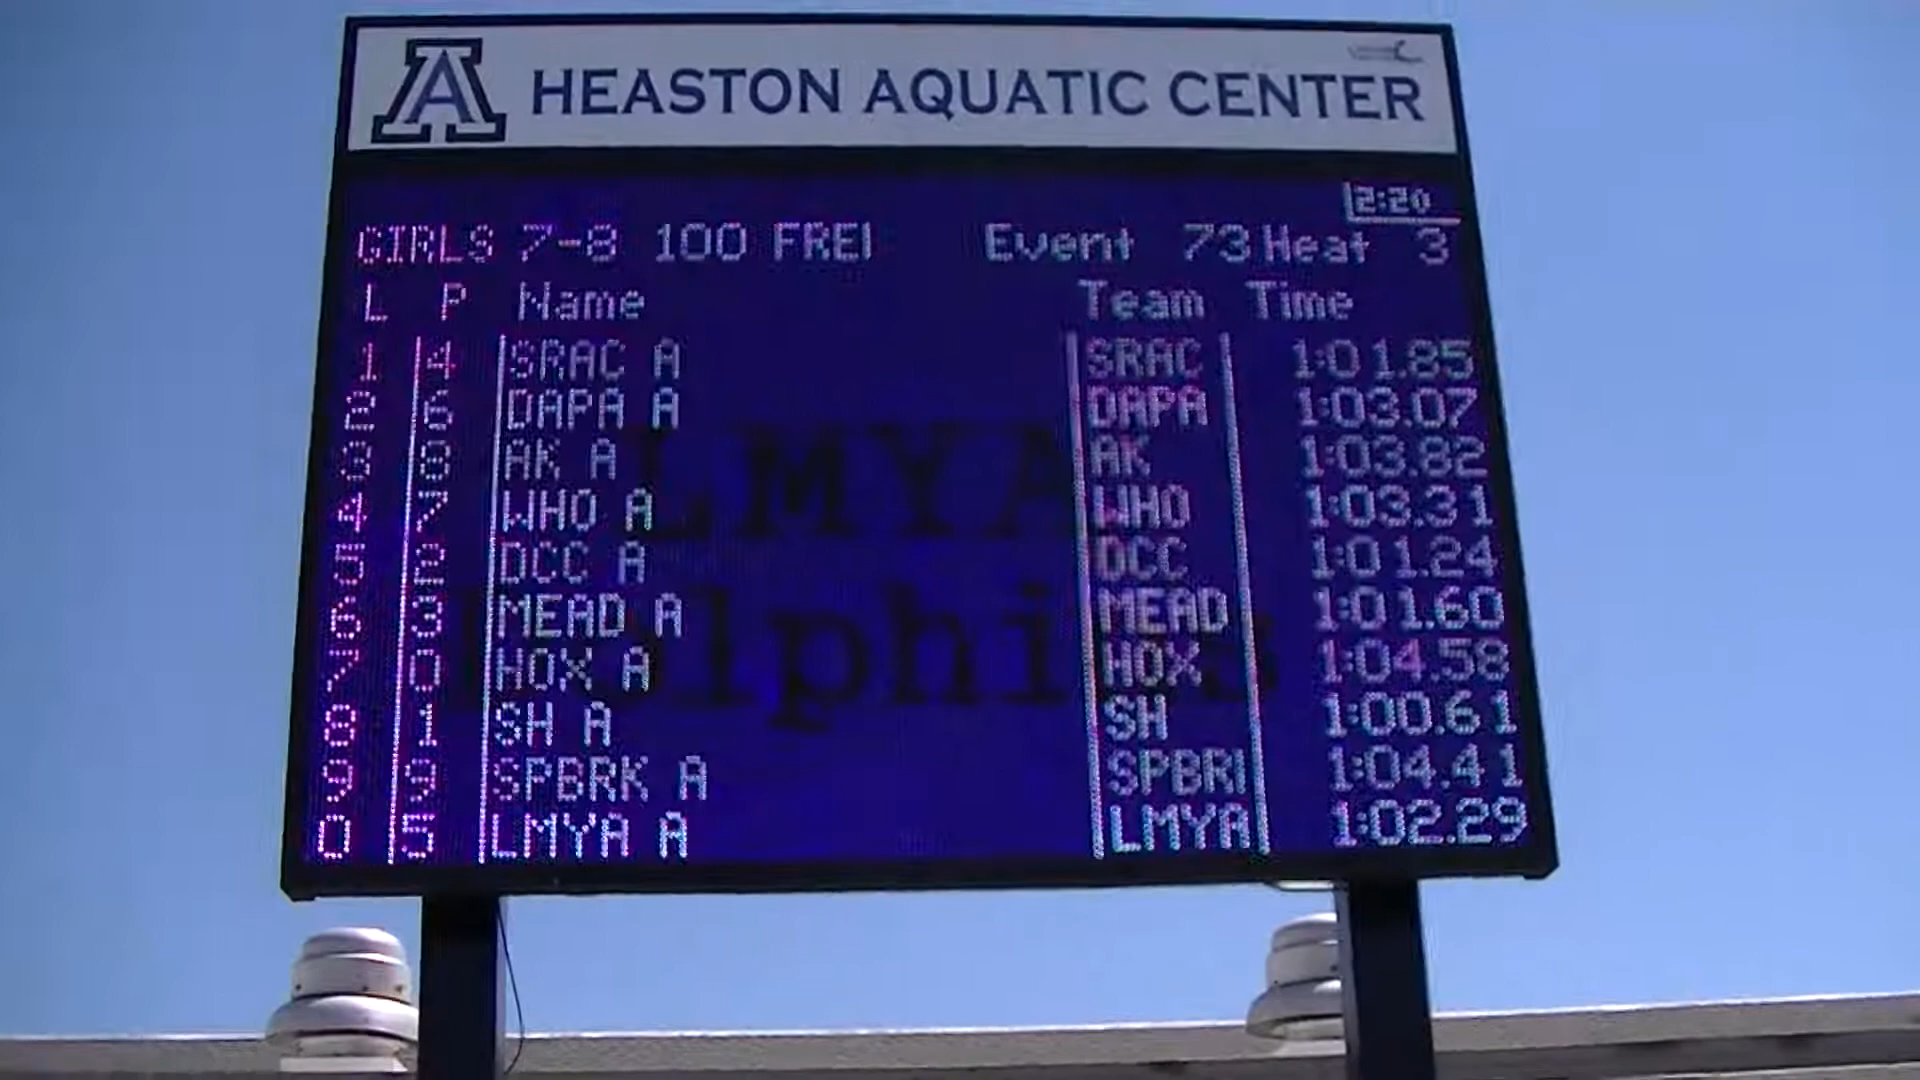 A HEASTON AQUATIC CENTER
2:20
GIRLS 7-8 100 FREI Event 73 Heat 3
L P Name Team Time
1 4 SRAC A SRAC 1:01.85
2 6 DAPA A DAPA 1:03.07
3 8 AK A AK 1:03.82
4 7 WHO A WHO 1:03.31
5 2 DCC A DCC 1:01.24
6 3 MEAD A MEAD 1:01.60
7 0 HOX A HOX 1:04.58
8 1 SH A SH 1:00.61
9 9 SPBRK A SPBRI 1:04.41
0 5 LMYA A LMYA 1:02.29
LMYA
Dolphins